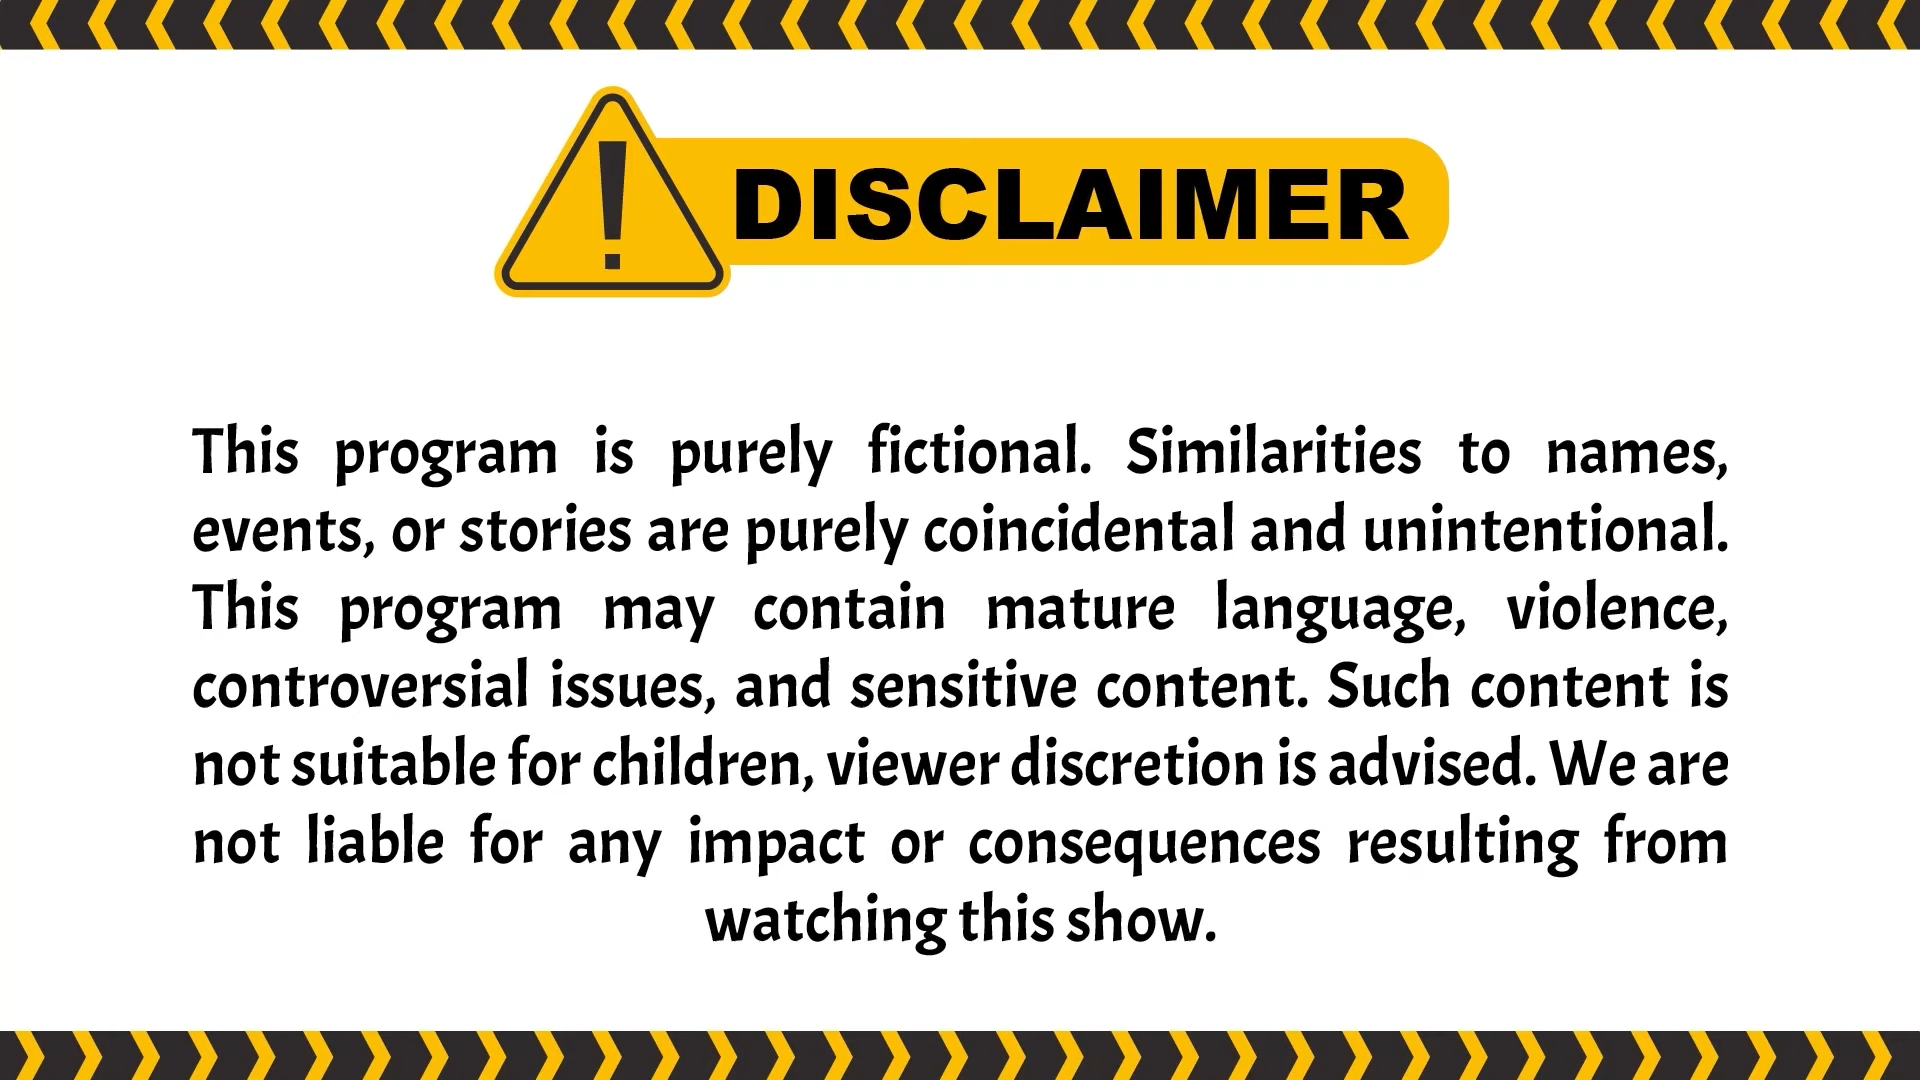 DISCLAIMER
This program is purely fictional. Similarities to names,
events, or stories are purely coincidental and unintentional.
This program may contain mature language, violence,
controversial issues, and sensitive content. Such content is
not suitable for children, viewer discretion is advised. We are
not liable for any impact or consequences resulting from
watching this show.